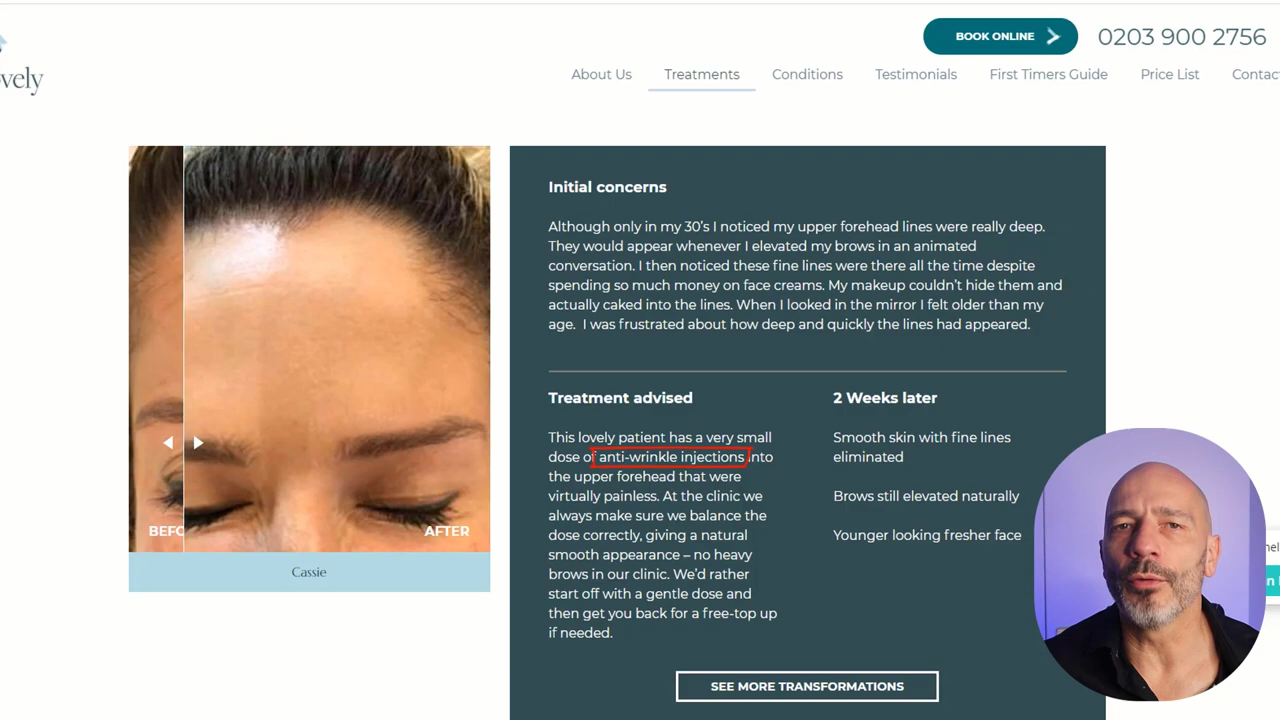 BOOK ONLINE
0203 900 2756
vely
About Us
Treatments
Conditions
Testimonials
First Timers Guide
Price List
Contac
Initial concerns
Although only in my 30's I noticed my upper forehead lines were really deep.
They would appear whenever I elevated my brows in an animated
conversation. I then noticed these fine lines were there all the time despite
spending so much money on face creams. My makeup couldn't hide them and
actually caked into the lines. When I looked in the mirror I felt older than my
age. I was frustrated about how deep and quickly the lines had appeared.
Treatment advised
This lovely patient has a very small
dose of anti-wrinkle injections into
the upper forehead that were
virtually painless. At the clinic we
always make sure we balance the
dose correctly, giving a natural
smooth appearance – no heavy
brows in our clinic. We'd rather
start off with a gentle dose and
then get you back for a free-top up
if needed.
2 Weeks later
Smooth skin with fine lines
eliminated
Brows still elevated naturally
Younger looking fresher face
BEFO
AFTER
Cassie
SEE MORE TRANSFORMATIONS